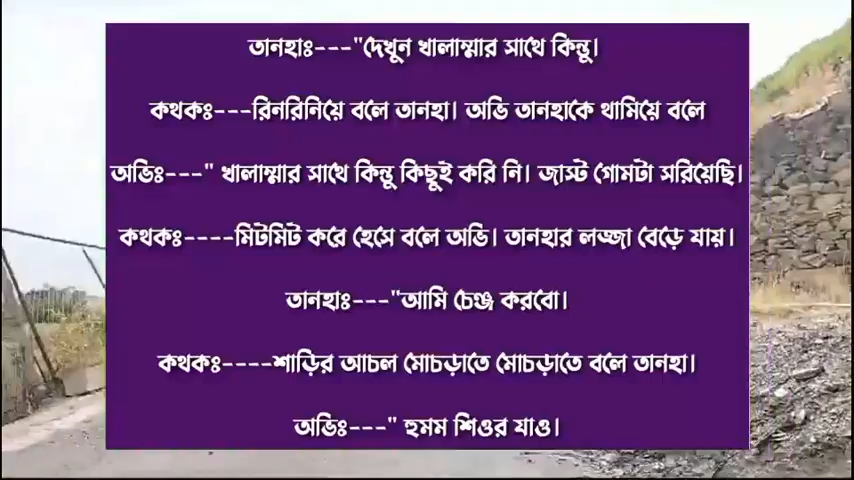 তানহাঃ---"দেখুন খালাম্মার সাথে কিন্তু।
কথকঃ---রিনরিনিয়ে বলে তানহা। অভি তানহাকে থামিয়ে বলে
অভিঃ---" খালাম্মার সাথে কিন্তু কিছুই করি নি। জাস্ট গোমটা সরিয়েছি।
কথকঃ----মিটমিট করে হেসে বলে অভি। তানহার লজ্জা বেড়ে যায়।
তানহাঃ---"আমি চেঞ্জ করবো।
কথকঃ----শাড়ির আচল মোচড়াতে মোচড়াতে বলে তানহা।
অভিঃ---" হুমম শিওর যাও।